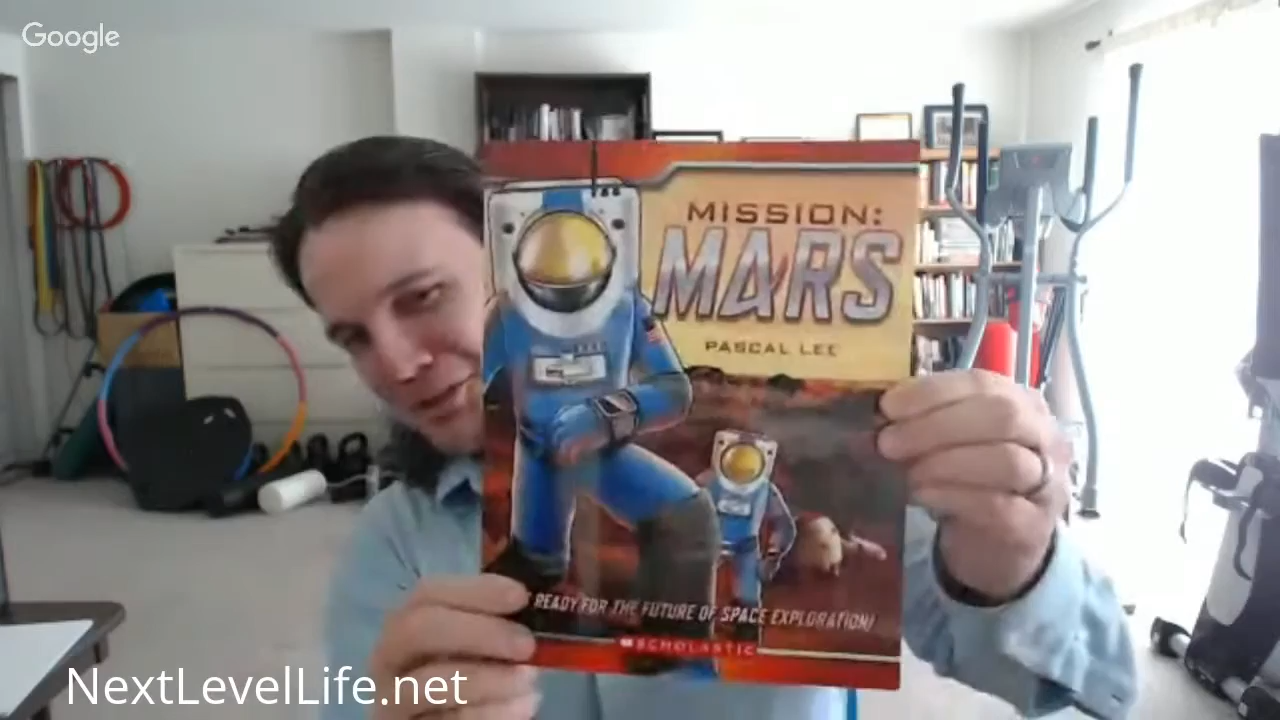 Google
MISSION:
MARS
PASCAL LEE
READY FOR THE FUTURE OF SPACE EXPLORATION!
SCHOLASTIC
NextLevelLife.net